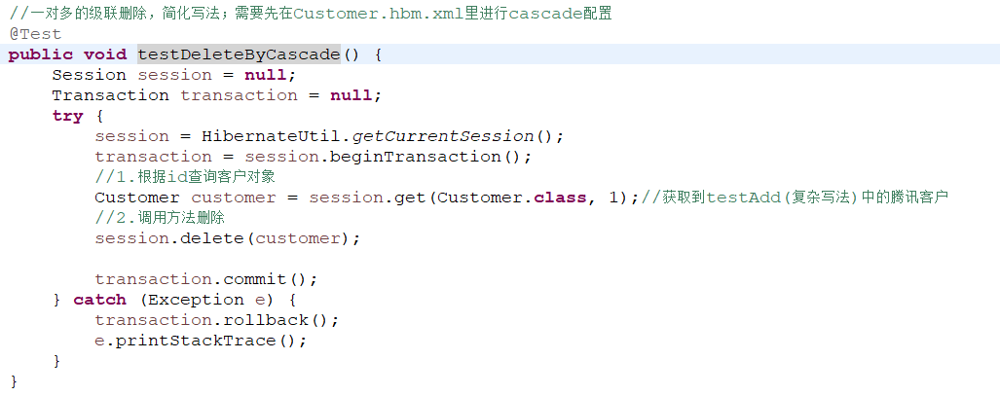 //一对多的级联删除，简化写法；需要先在Customer.hbm.xml里进行cascade配置
@Test
public void testDeleteByCascade() {
    Session session = null;
    Transaction transaction = null;
    try {
        session = HibernateUtil.getCurrentSession();
        transaction = session.beginTransaction();
        //1.根据id查询客户对象
        Customer customer = session.get(Customer.class, 1);//获取到testAdd(复杂写法)中的腾讯客户
        //2.调用方法删除
        session.delete(customer);

        transaction.commit();
    } catch (Exception e) {
        transaction.rollback();
        e.printStackTrace();
    }
}